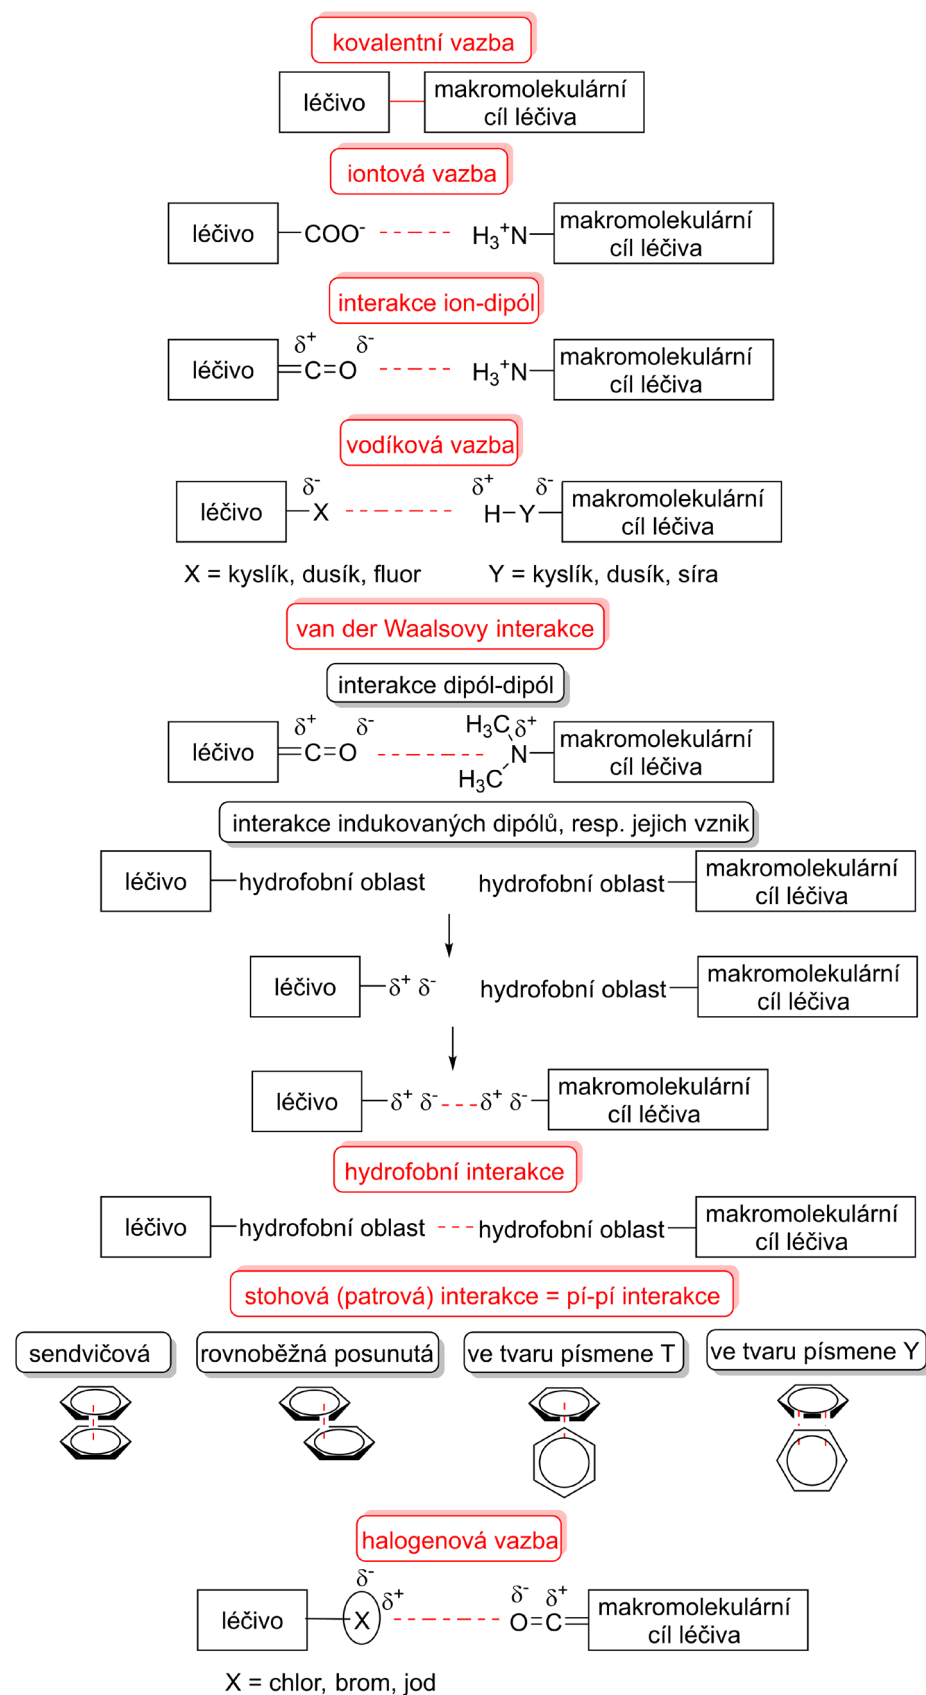 kovalentní vazba
léčivo
makromolekulární
cíl léčiva
iontová vazba
léčivo
COO-
H3+N
makromolekulární
cíl léčiva
interakce ion-dipól
léčivo
δ+ δ-
C=O
H3+N
makromolekulární
cíl léčiva
vodíková vazba
léčivo
δ-
X
δ+ δ-
H-Y
makromolekulární
cíl léčiva
X = kyslík, dusík, fluor
Y = kyslík, dusík, síra
van der Waalsovy interakce
interakce dipól-dipól
léčivo
δ+ δ-
C=O
H3C
δ+
N
H3C
makromolekulární
cíl léčiva
interakce indukovaných dipólů, resp. jejich vznik
léčivo
hydrofobní oblast
hydrofobní oblast
makromolekulární
cíl léčiva
léčivo
δ+ δ-
hydrofobní oblast
makromolekulární
cíl léčiva
léčivo
δ+ δ-
δ+ δ-
makromolekulární
cíl léčiva
hydrofobní interakce
léčivo
hydrofobní oblast
hydrofobní oblast
makromolekulární
cíl léčiva
stohová (patrová) interakce = pí-pí interakce
sendvičová
rovnoběžná posunutá
ve tvaru písmene T
ve tvaru písmene Y
halogenová vazba
léčivo
δ-
δ+
X
δ- δ+
O=C
makromolekulární
cíl léčiva
X = chlor, brom, jod